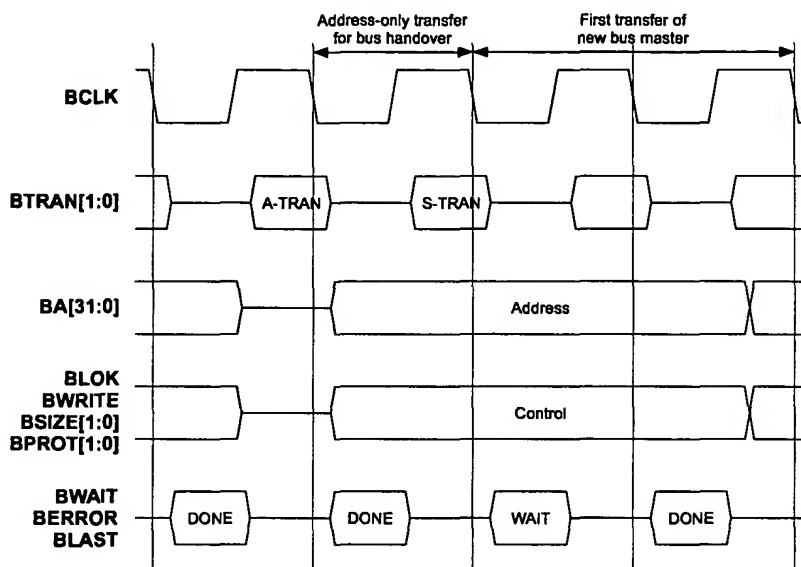 Address-only transfer
for bus handover
First transfer of
new bus master
BCLK
BTRAN[1:0]
A-TRAN
S-TRAN
BA[31:0]
Address
BLOK
BWRITE
BSIZE[1:0]
BPROT[1:0]
Control
BWAIT
BERROR
BLAST
DONE
DONE
WAIT
DONE